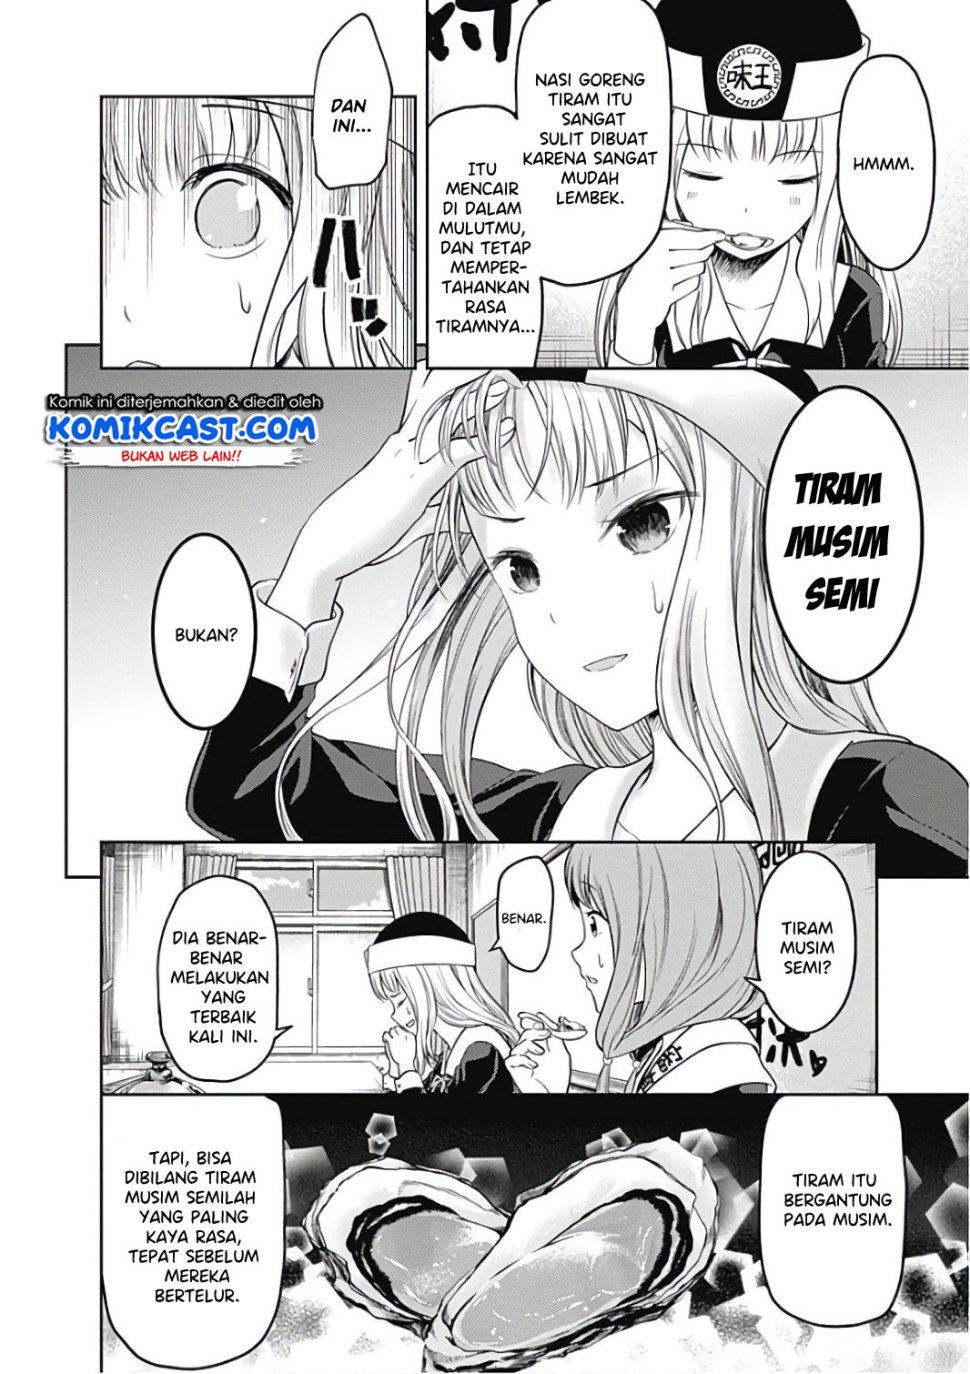 HMMM.
味王
NASI GORENG
TIRAM ITU
SANGAT
SULIT DIBUAT
KARENA SANGAT
MUDAH
LEMBEK.
ITU
MENCAIR
DI DALAM
MULUTMU,
DAN TETAP
MEMPER-
TAHANKAN
RASA
TIRAMNYA...
DAN
INI...
TIRAM
MUSIM
SEMI
BUKAN?
Komik ini diterjemahkan & diedit oleh
KOMIKCAST.COM
BUKAN WEB LAIN!!
TIRAM
MUSIM
SEMI?
BENAR.
DIA BENAR-
BENAR
MELAKUKAN
YANG
TERBAIK
KALI INI.
TIRAM ITU
BERGANTUNG
PADA MUSIM.
TAPI, BISA
DIBILANG TIRAM
MUSIM SEMILAH
YANG PALING
KAYA RASA,
TEPAT SEBELUM
MEREKA
BERTELUR.